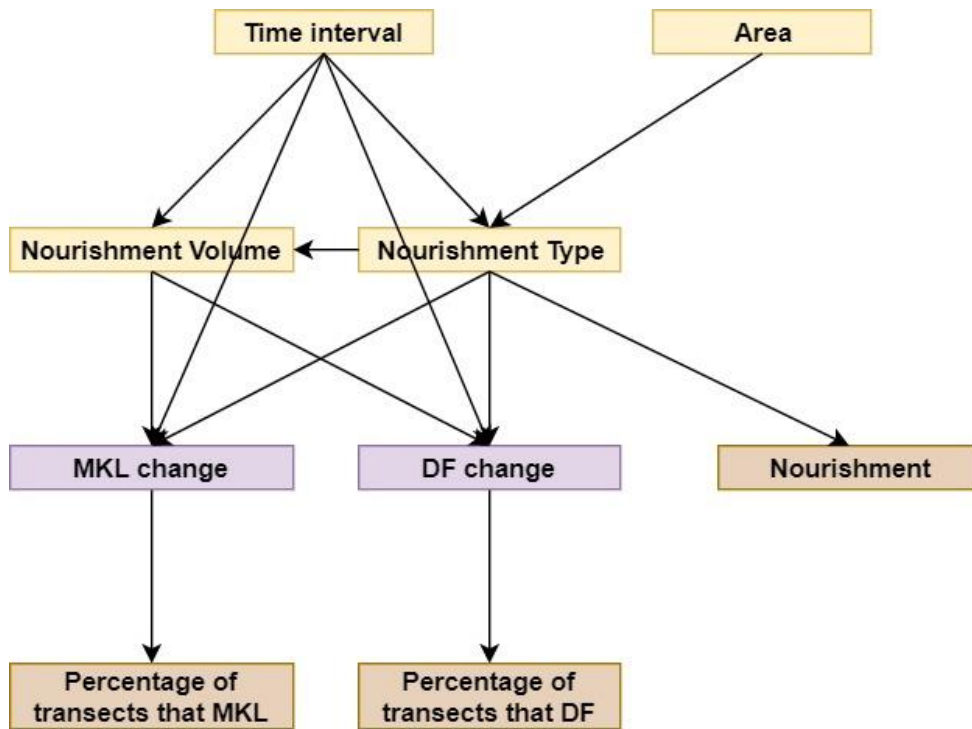 Time interval
Area
Nourishment Volume
Nourishment Type
MKL change
DF change
Nourishment
Percentage of
transects that MKL
Percentage of
transects that DF